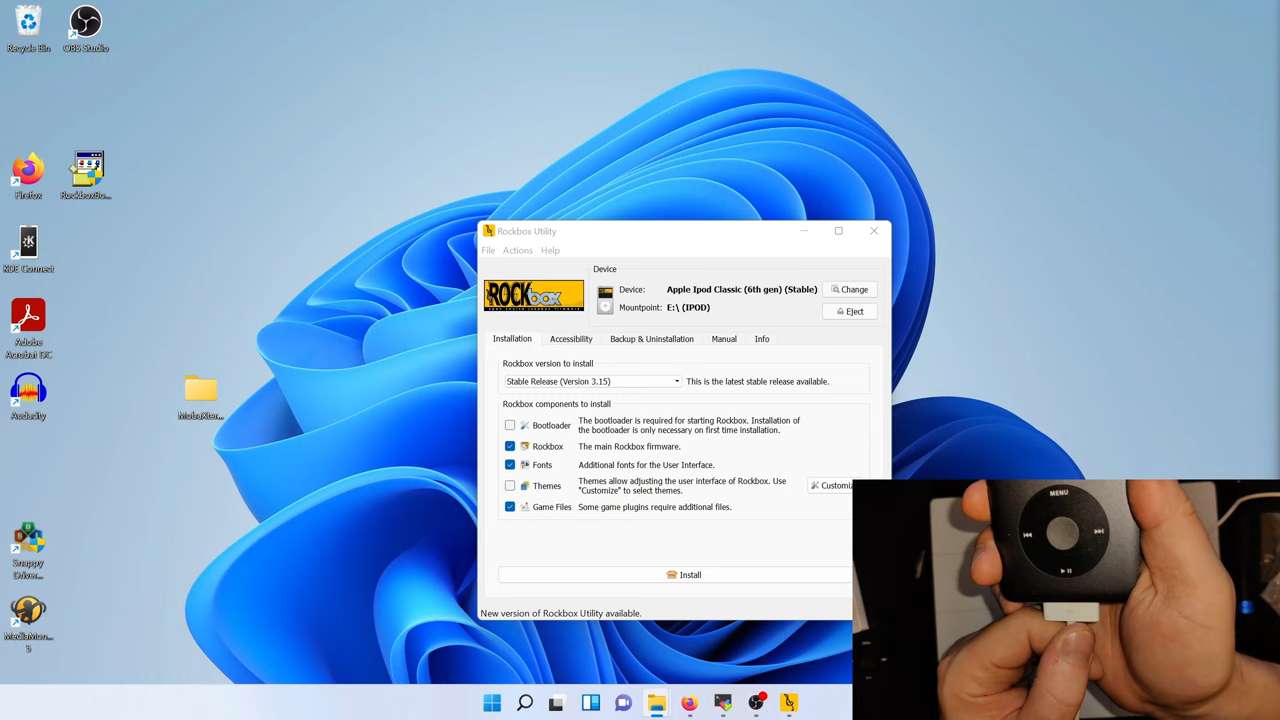 Recycle Bin
OBS Studio
Firefox
RockboxBo...
KDE Connect
Adobe
Acrobat DC
Audacity
MobaXter...
Snappy
Driver...
MediaMon...
5
Rockbox Utility
File Actions Help
ROCKbox
Device
Device: Apple Ipod Classic (6th gen) (Stable) Change
Mountpoint: E:\ (IPOD) Eject
Installation Accessibility Backup & Uninstallation Manual Info
Rockbox version to install
Stable Release (Version 3.15) This is the latest stable release available.
Rockbox components to install
Bootloader The bootloader is required for starting Rockbox. Installation of
the bootloader is only necessary on first time installation.
Rockbox The main Rockbox firmware.
Fonts Additional fonts for the User Interface.
Themes Themes allow adjusting the user interface of Rockbox. Use
"Customize" to select themes. Customiz
Game Files Some game plugins require additional files.
Install
New version of Rockbox Utility available.
MENU